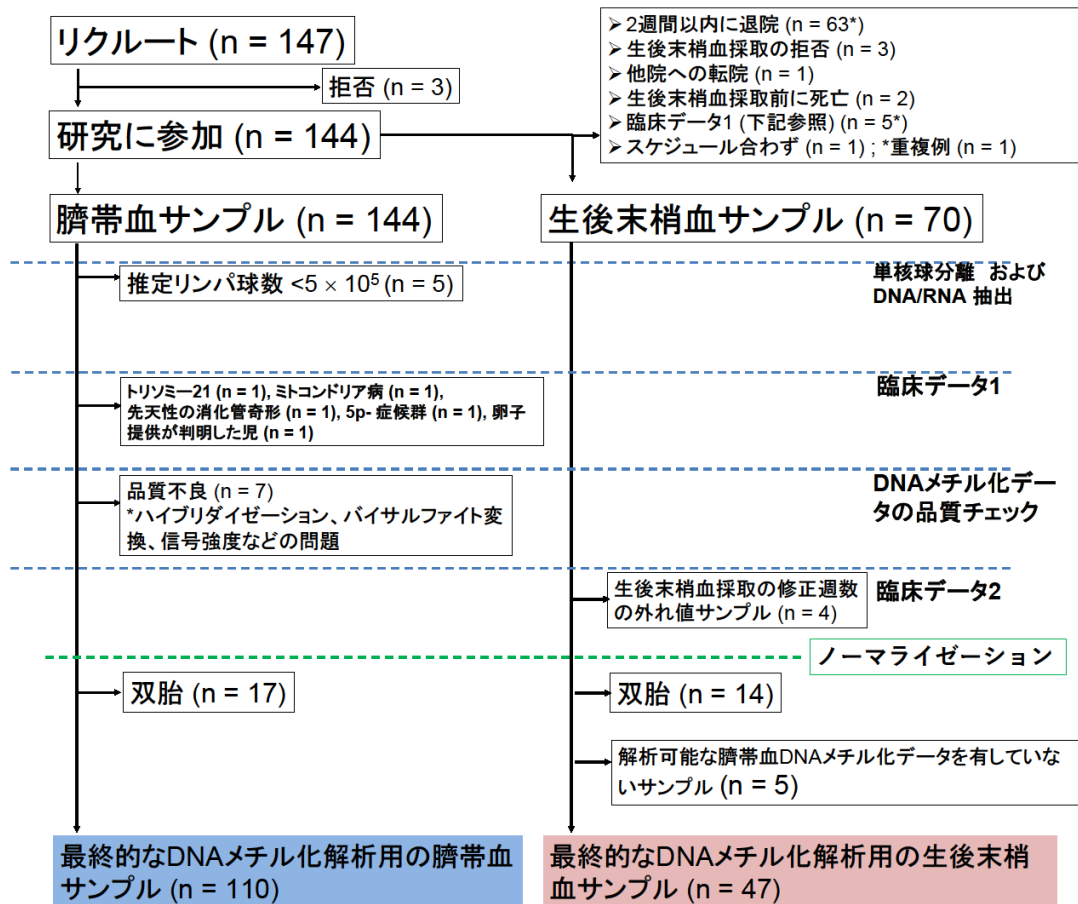 リクルート (n = 147)
拒否 (n = 3)
研究に参加 (n = 144)
➢ 2週間以内に退院 (n = 63*)
➢ 生後末梢血採取の拒否 (n = 3)
➢ 他院への転院 (n = 1)
➢ 生後末梢血採取前に死亡 (n = 2)
➢ 臨床データ1 (下記参照) (n = 5*)
➢ スケジュール合わず (n = 1) ; *重複例 (n = 1)
臍帯血サンプル (n = 144)
生後末梢血サンプル (n = 70)
推定リンパ球数 <5 × 10⁵ (n = 5)
単核球分離 および
DNA/RNA 抽出
トリソミー21 (n = 1), ミトコンドリア病 (n = 1),
先天性の消化管奇形 (n = 1), 5p- 症候群 (n = 1), 卵子
提供が判明した児 (n = 1)
臨床データ1
品質不良 (n = 7)
*ハイブリダイゼーション、バイサルファイト変
換、信号強度などの問題
DNAメチル化デー
タの品質チェック
生後末梢血採取の修正週数
の外れ値サンプル (n = 4)
臨床データ2
ノーマライゼーション
双胎 (n = 17)
双胎 (n = 14)
解析可能な臍帯血DNAメチル化データを有していな
いサンプル (n = 5)
最終的なDNAメチル化解析用の臍帯血
サンプル (n = 110)
最終的なDNAメチル化解析用の生後末梢
血サンプル (n = 47)